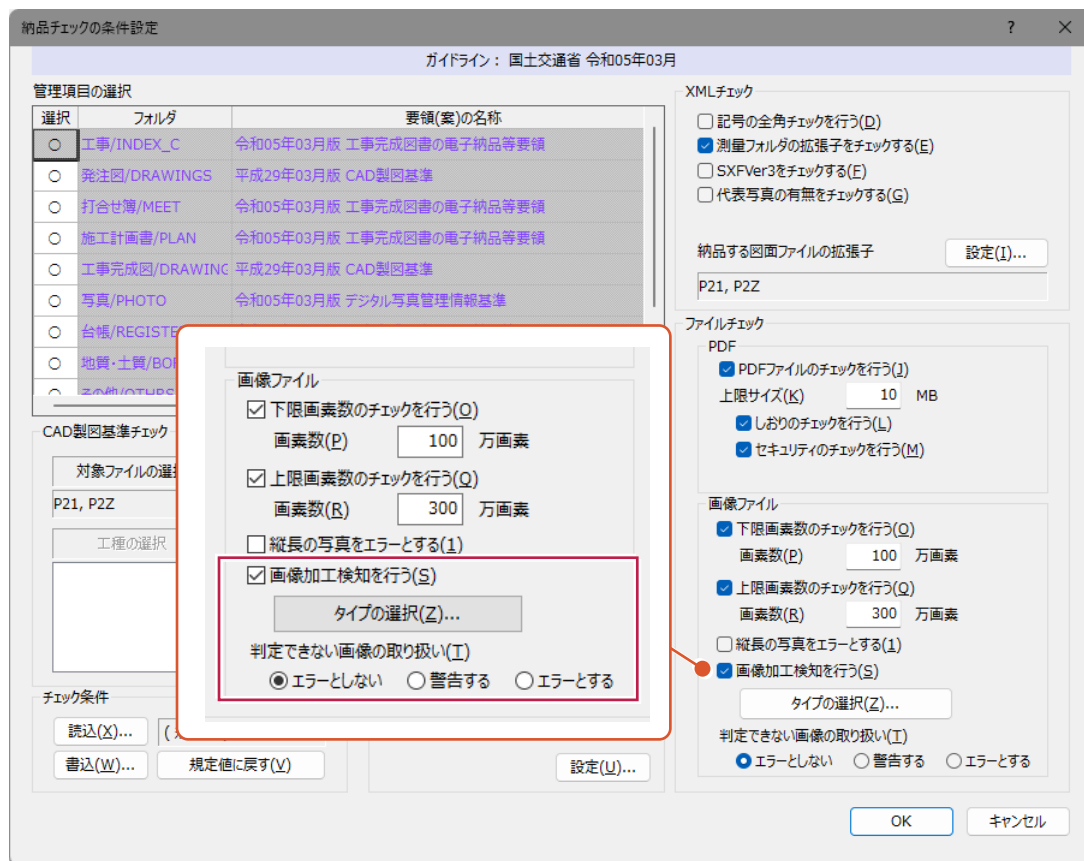 納品チェックの条件設定
? ×
ガイドライン： 国土交通省 令和05年03月
管理項目の選択
選択 フォルダ 要領(案)の名称
○ 工事/INDEX_C 令和05年03月版 工事完成図書の電子納品等要領
○ 発注図/DRAWINGS 平成29年03月版 CAD製図基準
○ 打合せ簿/MEET 令和05年03月版 工事完成図書の電子納品等要領
○ 施工計画書/PLAN 令和05年03月版 工事完成図書の電子納品等要領
○ 工事完成図/DRAWING 平成29年03月版 CAD製図基準
○ 写真/PHOTO 令和05年03月版 デジタル写真管理情報基準
○ 台帳/REGISTE
○ 地質・土質/BOR
○ その他/OTHRS
CAD製図基準チェック
対象ファイルの選
P21, P2Z
工種の選択
チェック条件
読込(X)...
書込(W)...
規定値に戻す(V)
設定(U)...
画像ファイル
下限画素数のチェックを行う(O)
画素数(P) 100 万画素
上限画素数のチェックを行う(Q)
画素数(R) 300 万画素
縦長の写真をエラーとする(1)
画像加工検知を行う(S)
タイプの選択(Z)...
判定できない画像の取り扱い(T)
エラーとしない 警告する エラーとする
XMLチェック
記号の全角チェックを行う(D)
測量フォルダの拡張子をチェックする(E)
SXFVer3をチェックする(F)
代表写真の有無をチェックする(G)
納品する図面ファイルの拡張子 設定(I)...
P21, P2Z
ファイルチェック
PDF
PDFファイルのチェックを行う(J)
上限サイズ(K) 10 MB
しおりのチェックを行う(L)
セキュリティのチェックを行う(M)
画像ファイル
下限画素数のチェックを行う(O)
画素数(P) 100 万画素
上限画素数のチェックを行う(Q)
画素数(R) 300 万画素
縦長の写真をエラーとする(1)
画像加工検知を行う(S)
タイプの選択(Z)...
判定できない画像の取り扱い(T)
エラーとしない 警告する エラーとする
OK キャンセル